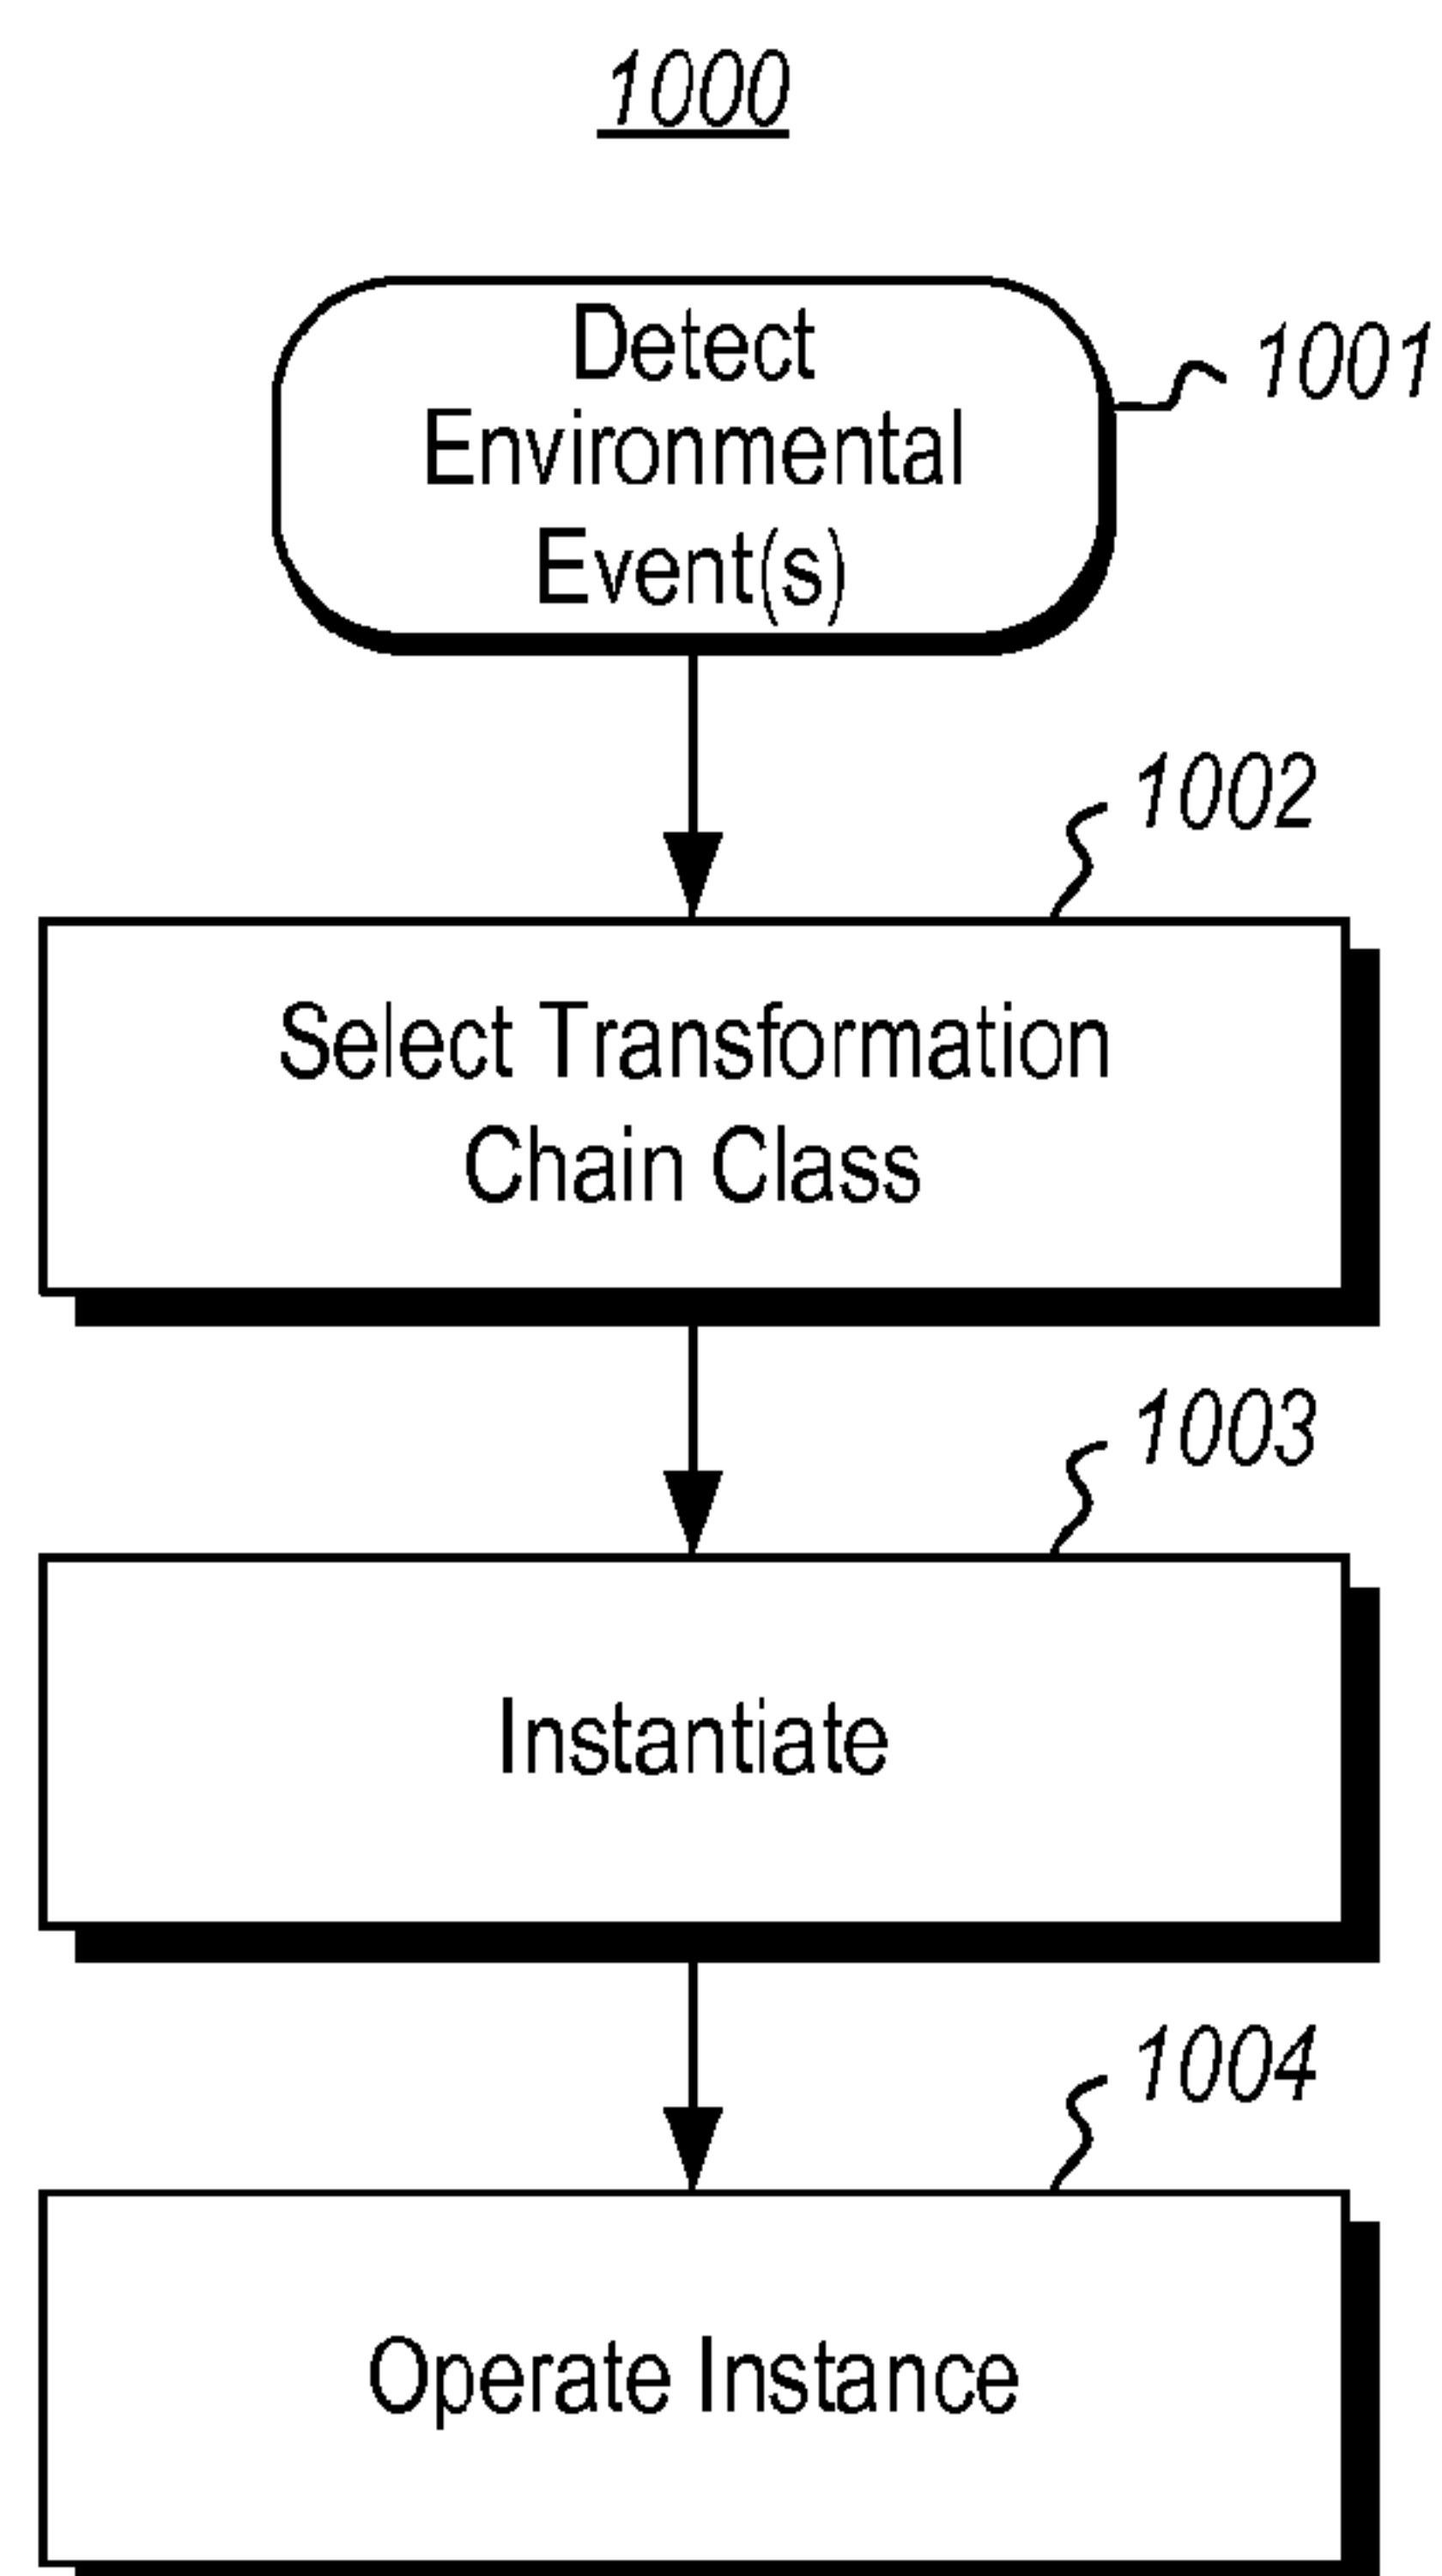 1000
Detect
Environmental
Event(s)
1001
1002
Select Transformation
Chain Class
1003
Instantiate
1004
Operate Instance